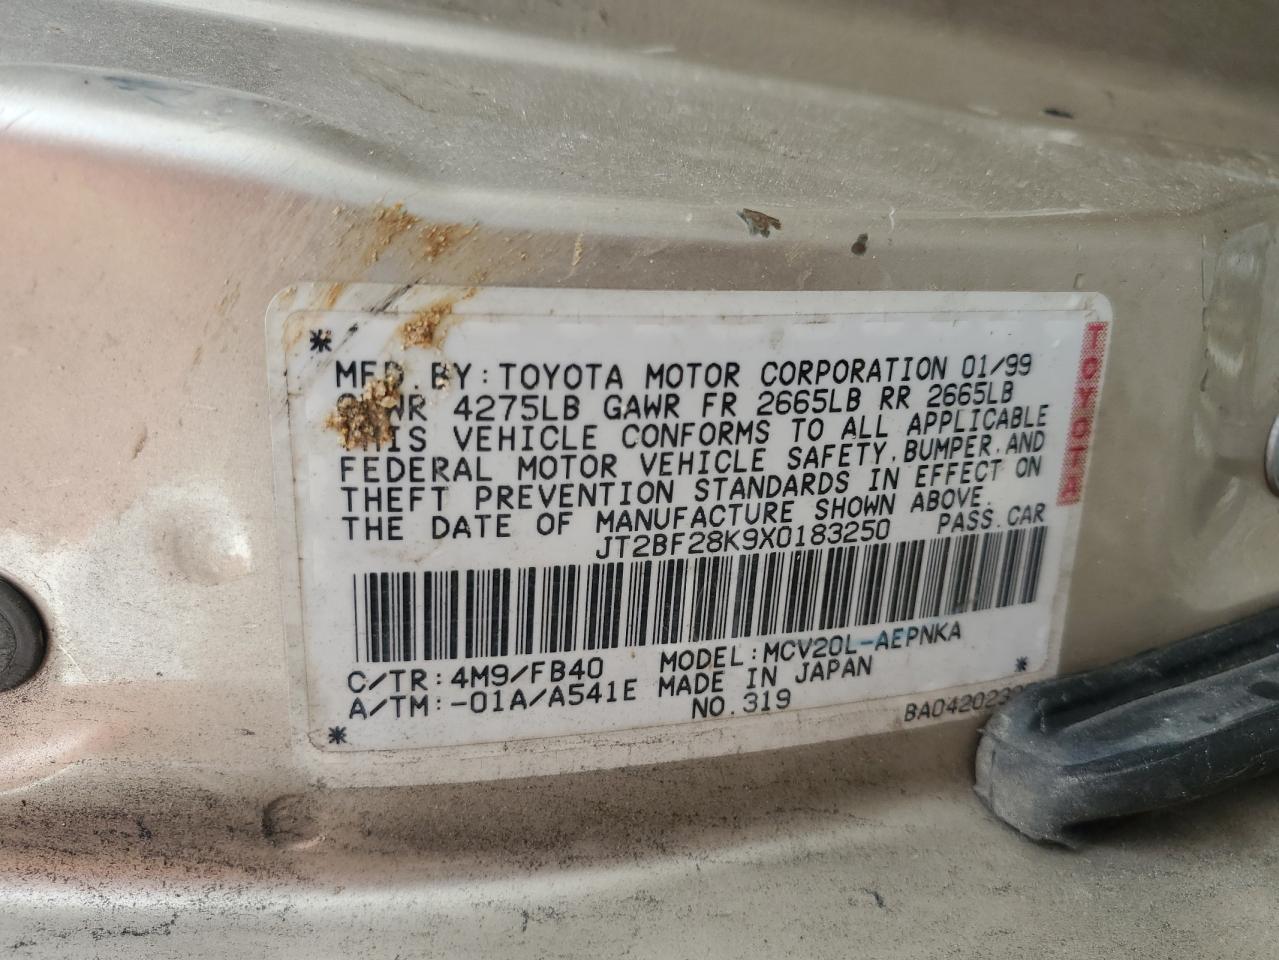 MFD. BY: TOYOTA MOTOR CORPORATION 01/99
GVWR 4275LB GAWR FR 2665LB RR 2665LB
THIS VEHICLE CONFORMS TO ALL APPLICABLE
FEDERAL MOTOR VEHICLE SAFETY, BUMPER, AND
THEFT PREVENTION STANDARDS IN EFFECT ON
THE DATE OF MANUFACTURE SHOWN ABOVE.
JT2BF28K9X0183250 PASS. CAR
C/TR: 4M9/FB40 MODEL: MCV20L-AEPNKA
A/TM: -01A/A541E MADE IN JAPAN
NO. 319
TOYOTA